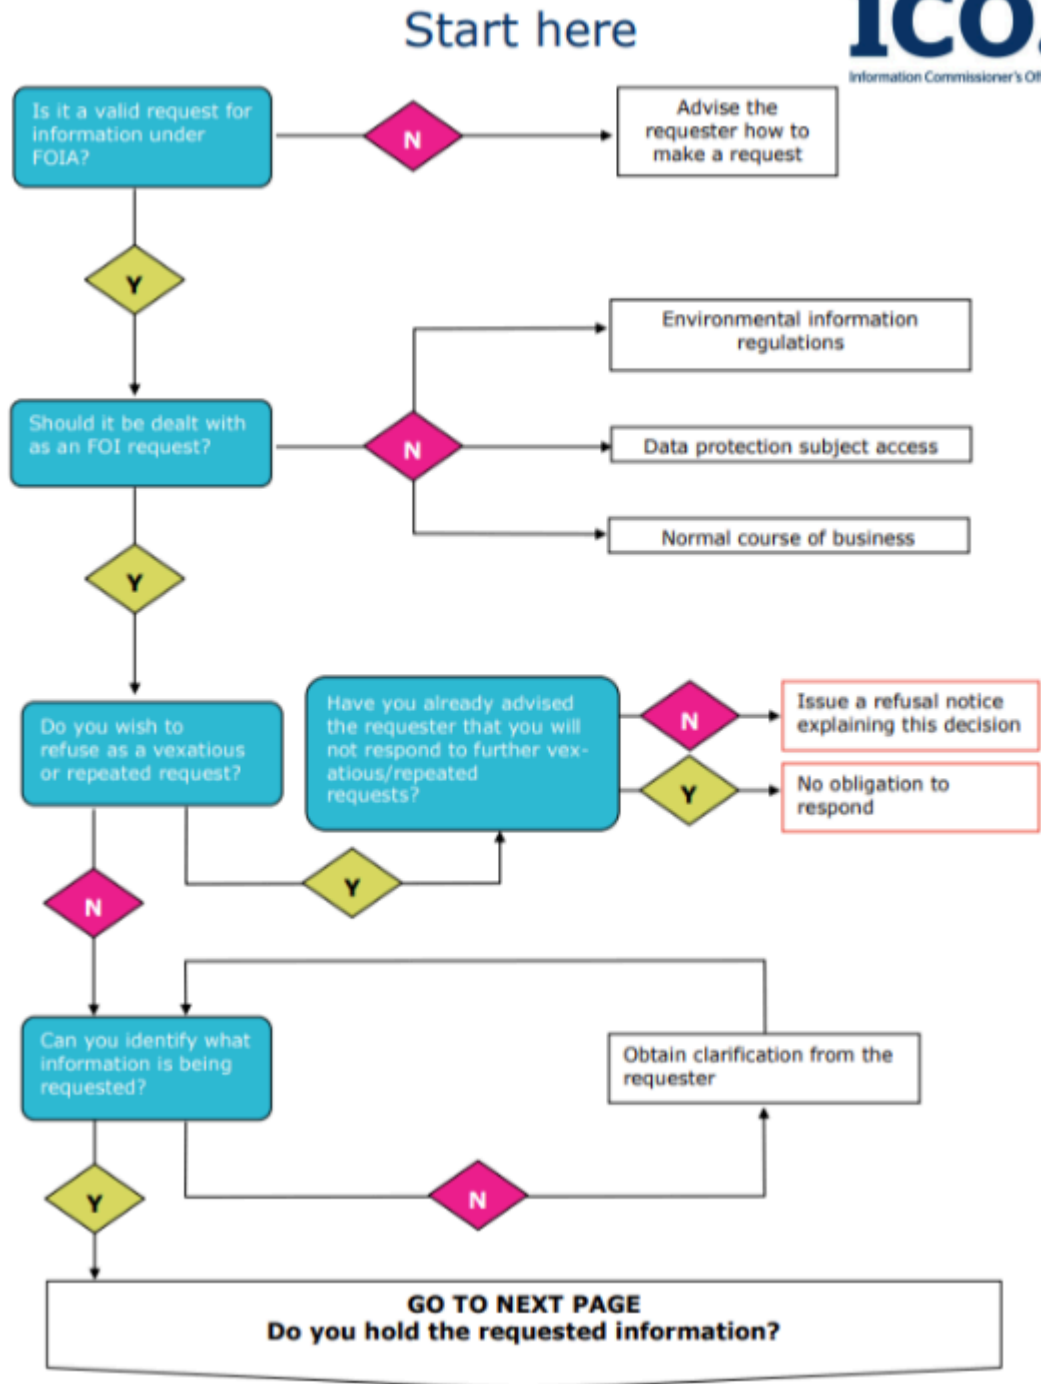 Start here
ico.
Information Commissioner's
Is it a valid request for
information under
FOIA?
N
Advise the
requester how to
make a request
Y
Environmental information
regulations
Should it be dealt with
as an FOI request?
N
Data protection subject access
Normal course of business
Y
Do you wish to
refuse as a vexatious
or repeated request?
Have you already advised
the requester that you will
not respond to further vex-
atious/repeated
requests?
N
Issue a refusal notice
explaining this decision
Y
No obligation to
respond
Y
N
Can you identify what
information is being
requested?
Obtain clarification from the
requester
Y
N
GO TO NEXT PAGE
Do you hold the requested information?